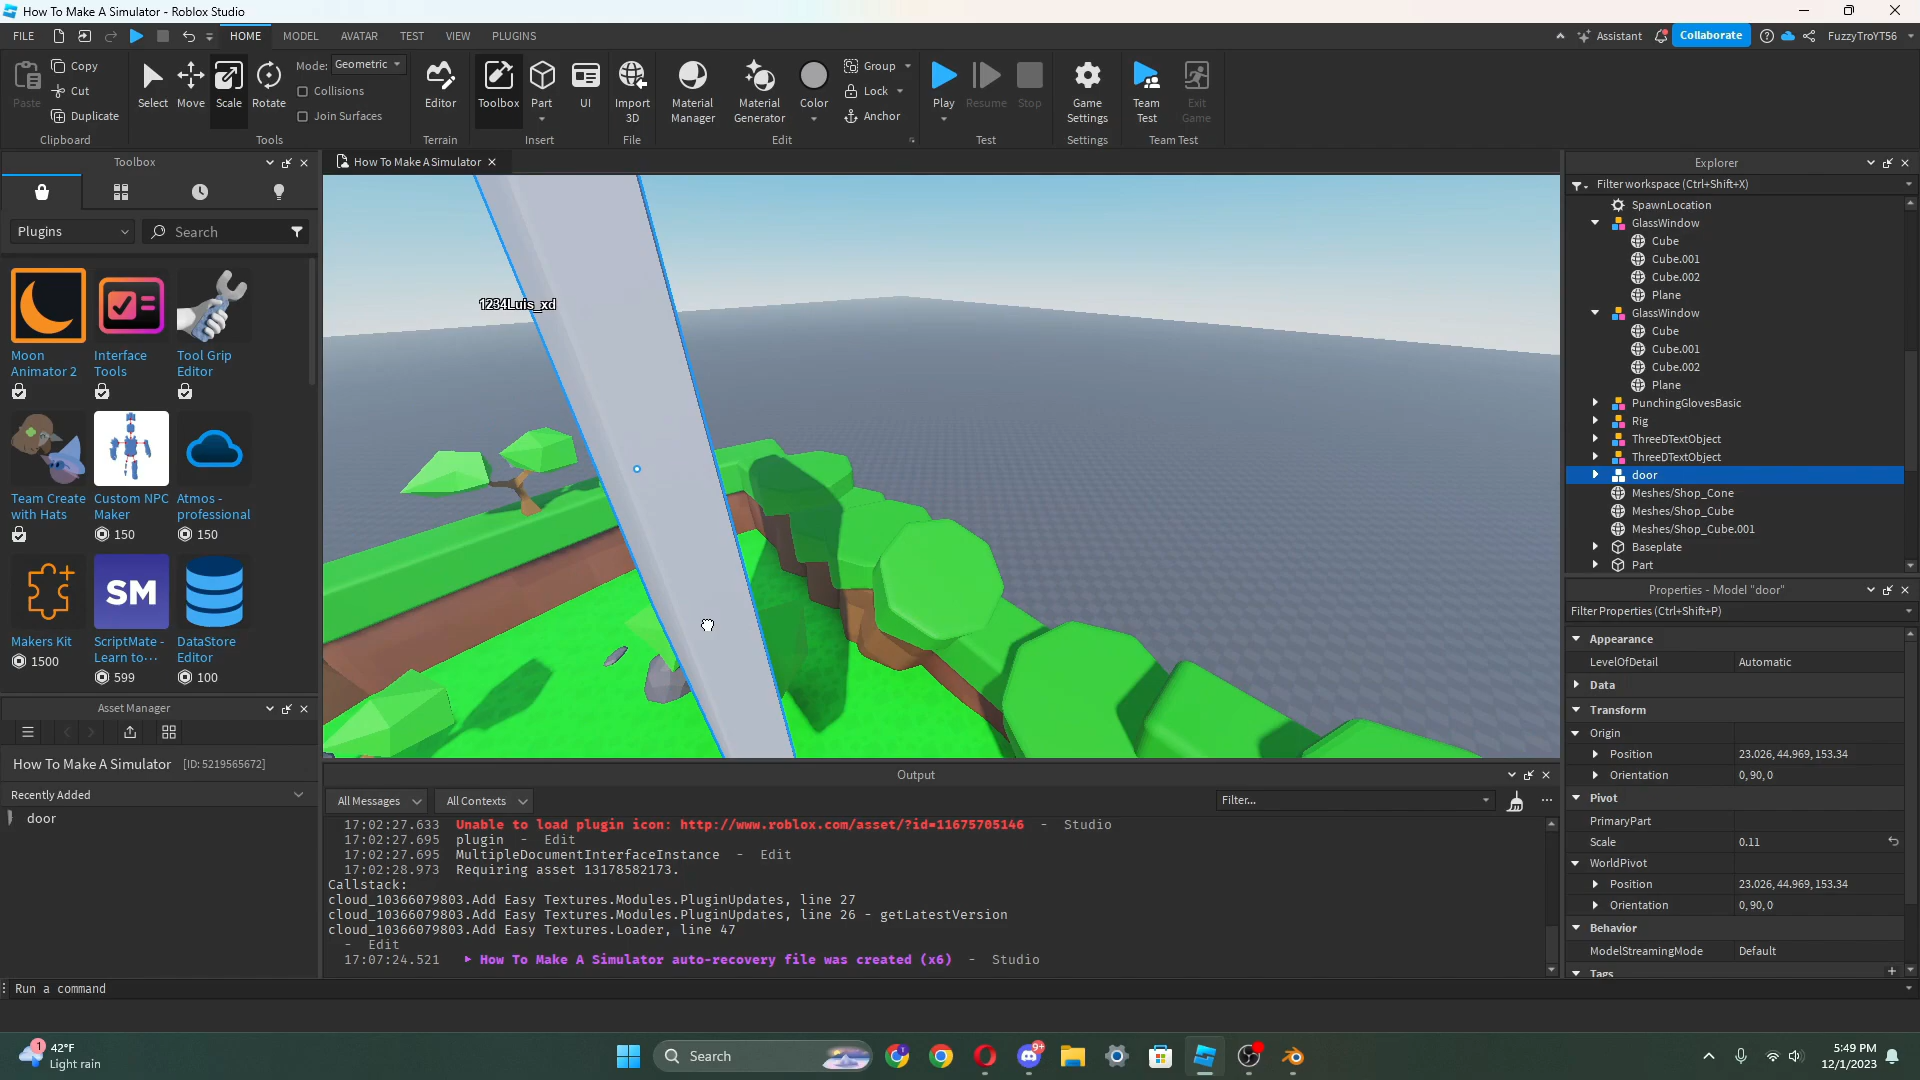 How To Make A Simulator - Roblox Studio
FILE
HOME
MODEL
AVATAR
TEST
VIEW
PLUGINS
Assistant
Collaborate
FuzzyTroYT56
Paste
Copy
Cut
Duplicate
Clipboard
Select
Move
Scale
Rotate
Mode:
Geometric
Collisions
Join Surfaces
Tools
Editor
Terrain
Toolbox
Part
UI
Insert
Import
3D
File
Material
Manager
Material
Generator
Color
Group
Lock
Anchor
Edit
Play
Resume
Stop
Test
Game
Settings
Settings
Team
Test
Exit
Game
Team Test
Toolbox
Plugins
Search
Moon
Animator 2
Interface
Tools
Tool Grip
Editor
Team Create
with Hats
Custom NPC
Maker
150
Atmos -
professional
150
SM
Makers Kit
1500
ScriptMate -
Learn to...
599
DataStore
Editor
100
Asset Manager
How To Make A Simulator [ID:5219565672]
Recently Added
door
How To Make A Simulator
1234Luis_xd
Output
All Messages
All Contexts
Filter...
17:02:27.633 Unable to load plugin icon: http://www.roblox.com/asset/?id=11675705146 - Studio
17:02:27.695 plugin - Edit
17:02:27.695 MultipleDocumentInterfaceInstance - Edit
17:02:28.973 Requiring asset 13178582173.
Callstack:
cloud_10366079803.Add Easy Textures.Modules.PluginUpdates, line 27
cloud_10366079803.Add Easy Textures.Modules.PluginUpdates, line 26 - getLatestVersion
cloud_10366079803.Add Easy Textures.Loader, line 47
- Edit
17:07:24.521 How To Make A Simulator auto-recovery file was created (x6) - Studio
Run a command
Explorer
Filter workspace (Ctrl+Shift+X)
SpawnLocation
GlassWindow
Cube
Cube.001
Cube.002
Plane
GlassWindow
Cube
Cube.001
Cube.002
Plane
PunchingGlovesBasic
Rig
ThreeDTextObject
ThreeDTextObject
door
Meshes/Shop_Cone
Meshes/Shop_Cube
Meshes/Shop_Cube.001
Baseplate
Part
Properties - Model "door"
Filter Properties (Ctrl+Shift+P)
Appearance
LevelOfDetail Automatic
Data
Transform
Origin
Position 23.026, 44.969, 153.34
Orientation 0, 90, 0
Pivot
PrimaryPart
Scale 0.11
WorldPivot
Position 23.026, 44.969, 153.34
Orientation 0, 90, 0
Behavior
ModelStreamingMode Default
Tags
1
42°F
Light rain
Search
9+
5:49 PM
12/1/2023